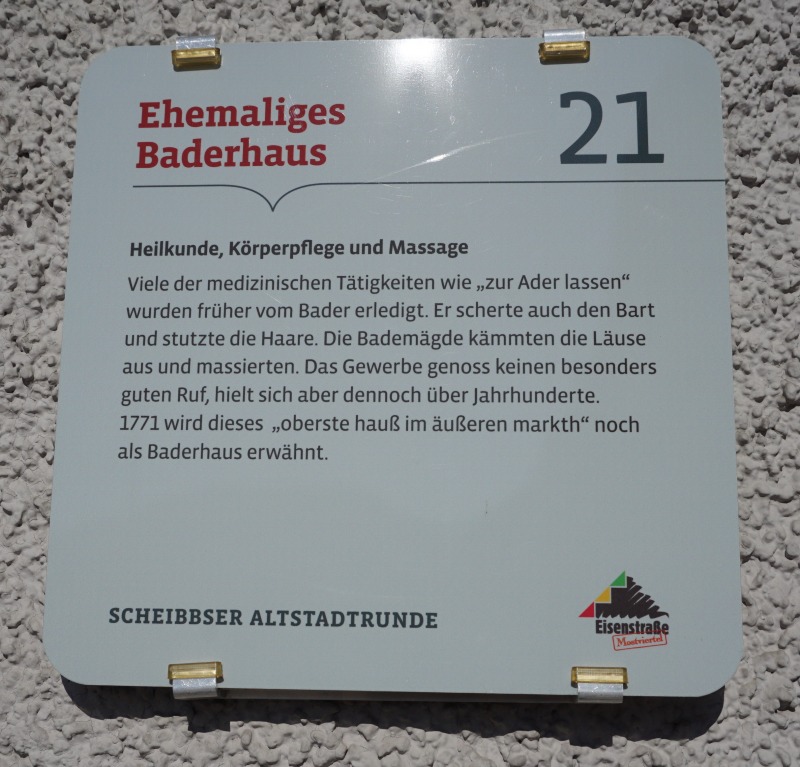 Ehemaliges
Baderhaus
21
Heilkunde, Körperpflege und Massage
Viele der medizinischen Tätigkeiten wie „zur Ader lassen“
wurden früher vom Bader erledigt. Er scherte auch den Bart
und stutzte die Haare. Die Bademägde kämmten die Läuse
aus und massierten. Das Gewerbe genoss keinen besonders
guten Ruf, hielt sich aber dennoch über Jahrhunderte.
1771 wird dieses „oberste hauß im äußeren markth“ noch
als Baderhaus erwähnt.
SCHEIBBSER ALTSTADTRUNDE
Eisenstraße
Mostviertel